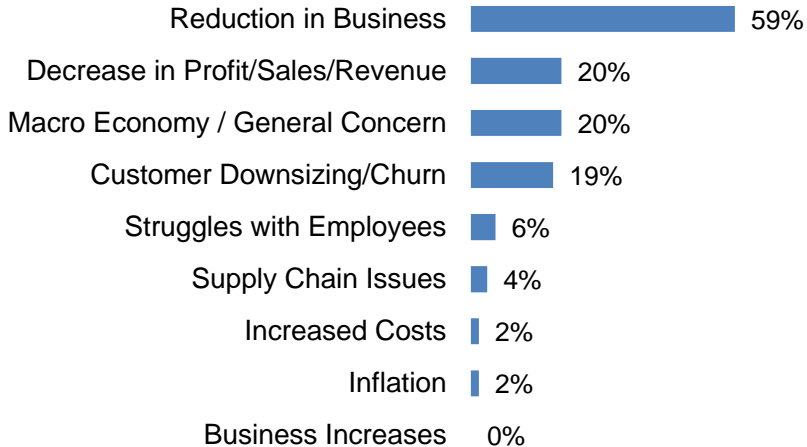 Reduction in Business 59%
Decrease in Profit/Sales/Revenue 20%
Macro Economy / General Concern 20%
Customer Downsizing/Churn 19%
Struggles with Employees 6%
Supply Chain Issues 4%
Increased Costs 2%
Inflation 2%
Business Increases 0%